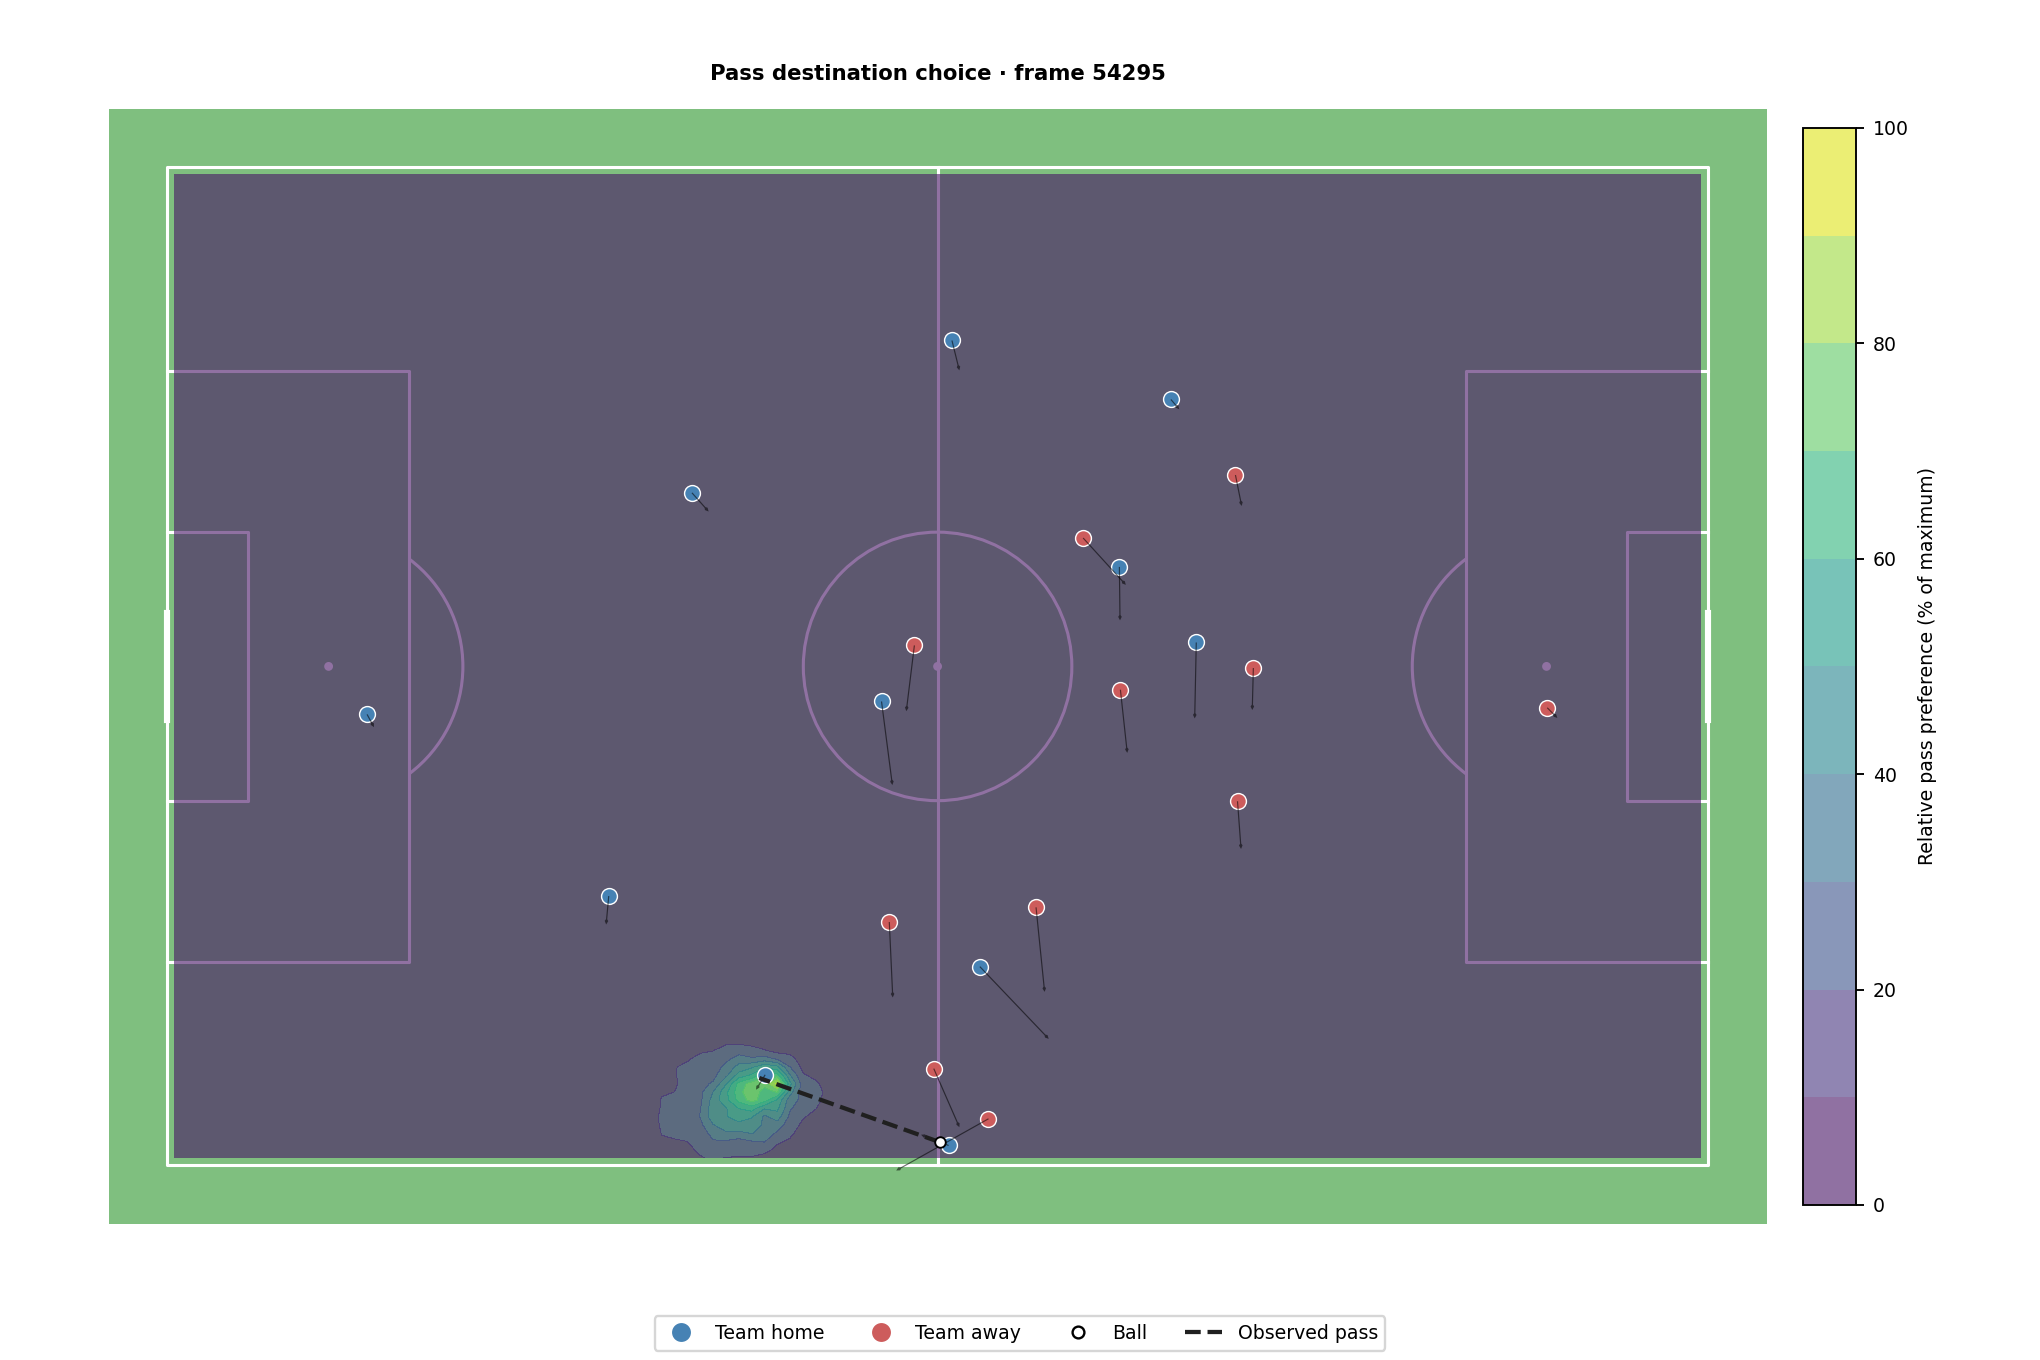 Pass destination choice · frame 54295
100
80
60
40
20
0
Relative pass preference (% of maximum)
Team home
Team away
Ball
Observed pass